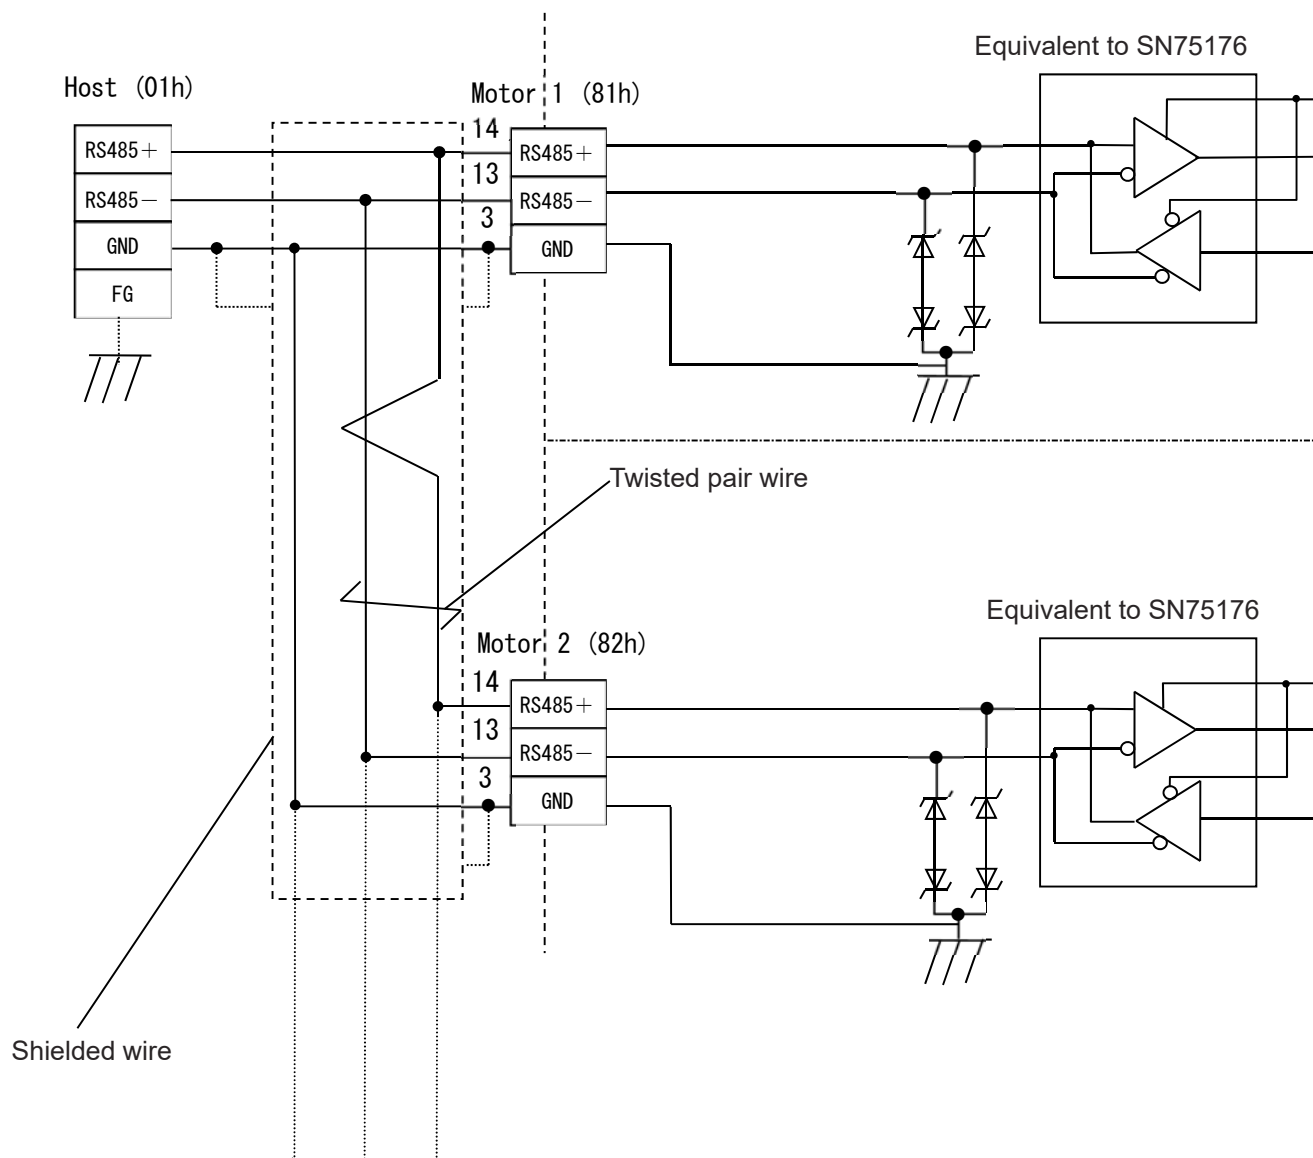 Equivalent to SN75176
Host (01h)
Motor 1 (81h)
RS485+
RS485-
GND
FG
14
RS485+
13
RS485-
3
GND
Twisted pair wire
Equivalent to SN75176
Motor 2 (82h)
14
RS485+
13
RS485-
3
GND
Shielded wire